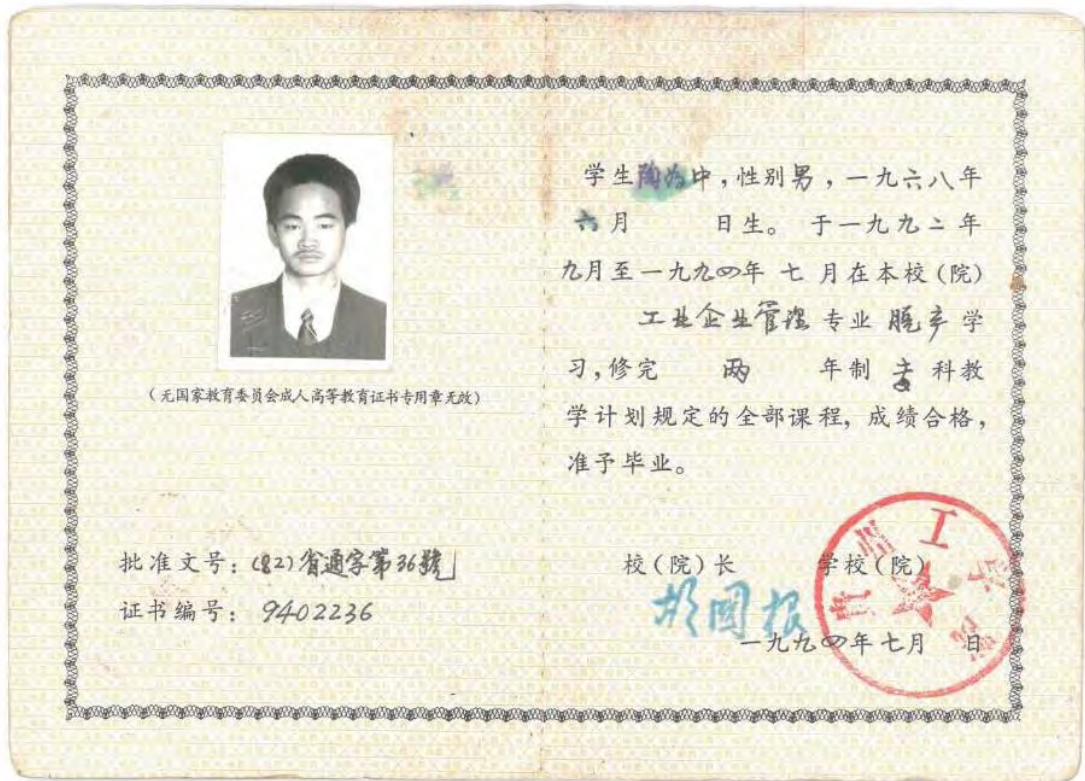 (无国家教育委员会成人高等教育证书专用章无效)
批准文号:(82)省通字第36號
证书编号:9402236
学生陶为中,性别男,一九六八年
六月 日生。于一九九二年
九月至一九九四年 七 月在本校(院)
工业企业管理 专业 脱产 学
习,修完 两 年制 专 科教
学计划规定的全部课程,成绩合格,
准予毕业。
校(院)长 学校(院)
国根
一九九四年七月 日
工学院